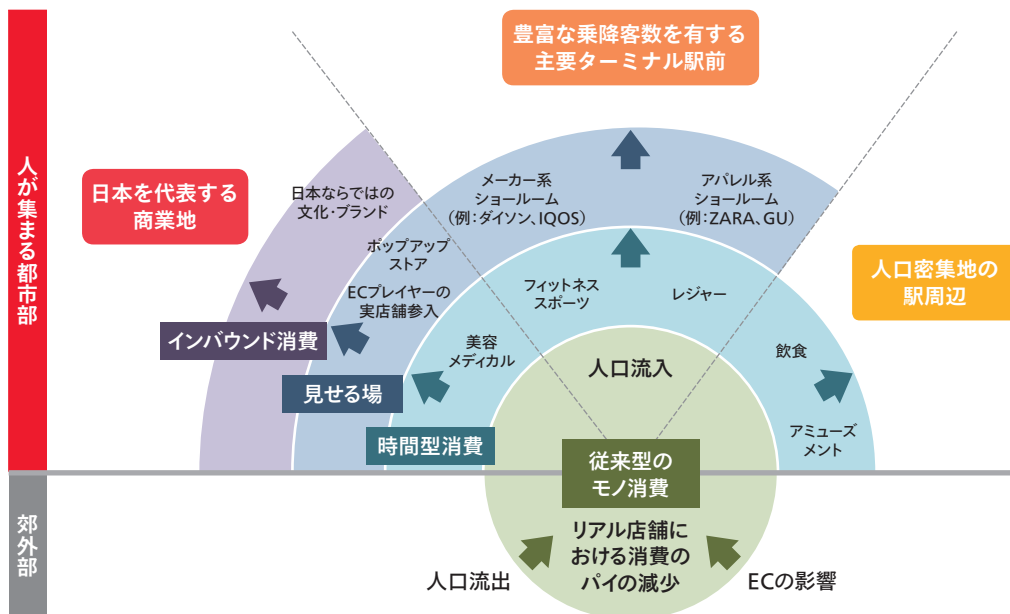 人が集まる都市部
郊外部
豊富な乗降客数を有する
主要ターミナル駅前
日本を代表する
商業地
人口密集地の
駅周辺
日本ならではの
文化・ブランド
メーカー系
ショールーム
（例：ダイソン、IQOS）
アパレル系
ショールーム
（例：ZARA、GU）
ポップアップ
ストア
ECプレイヤーの
実店舗参入
フィットネス
スポーツ
レジャー
インバウンド消費
美容
メディカル
人口流入
飲食
見せる場
時間型消費
アミューズ
メント
従来型の
モノ消費
リアル店舗に
おける消費の
パイの減少
人口流出
ECの影響